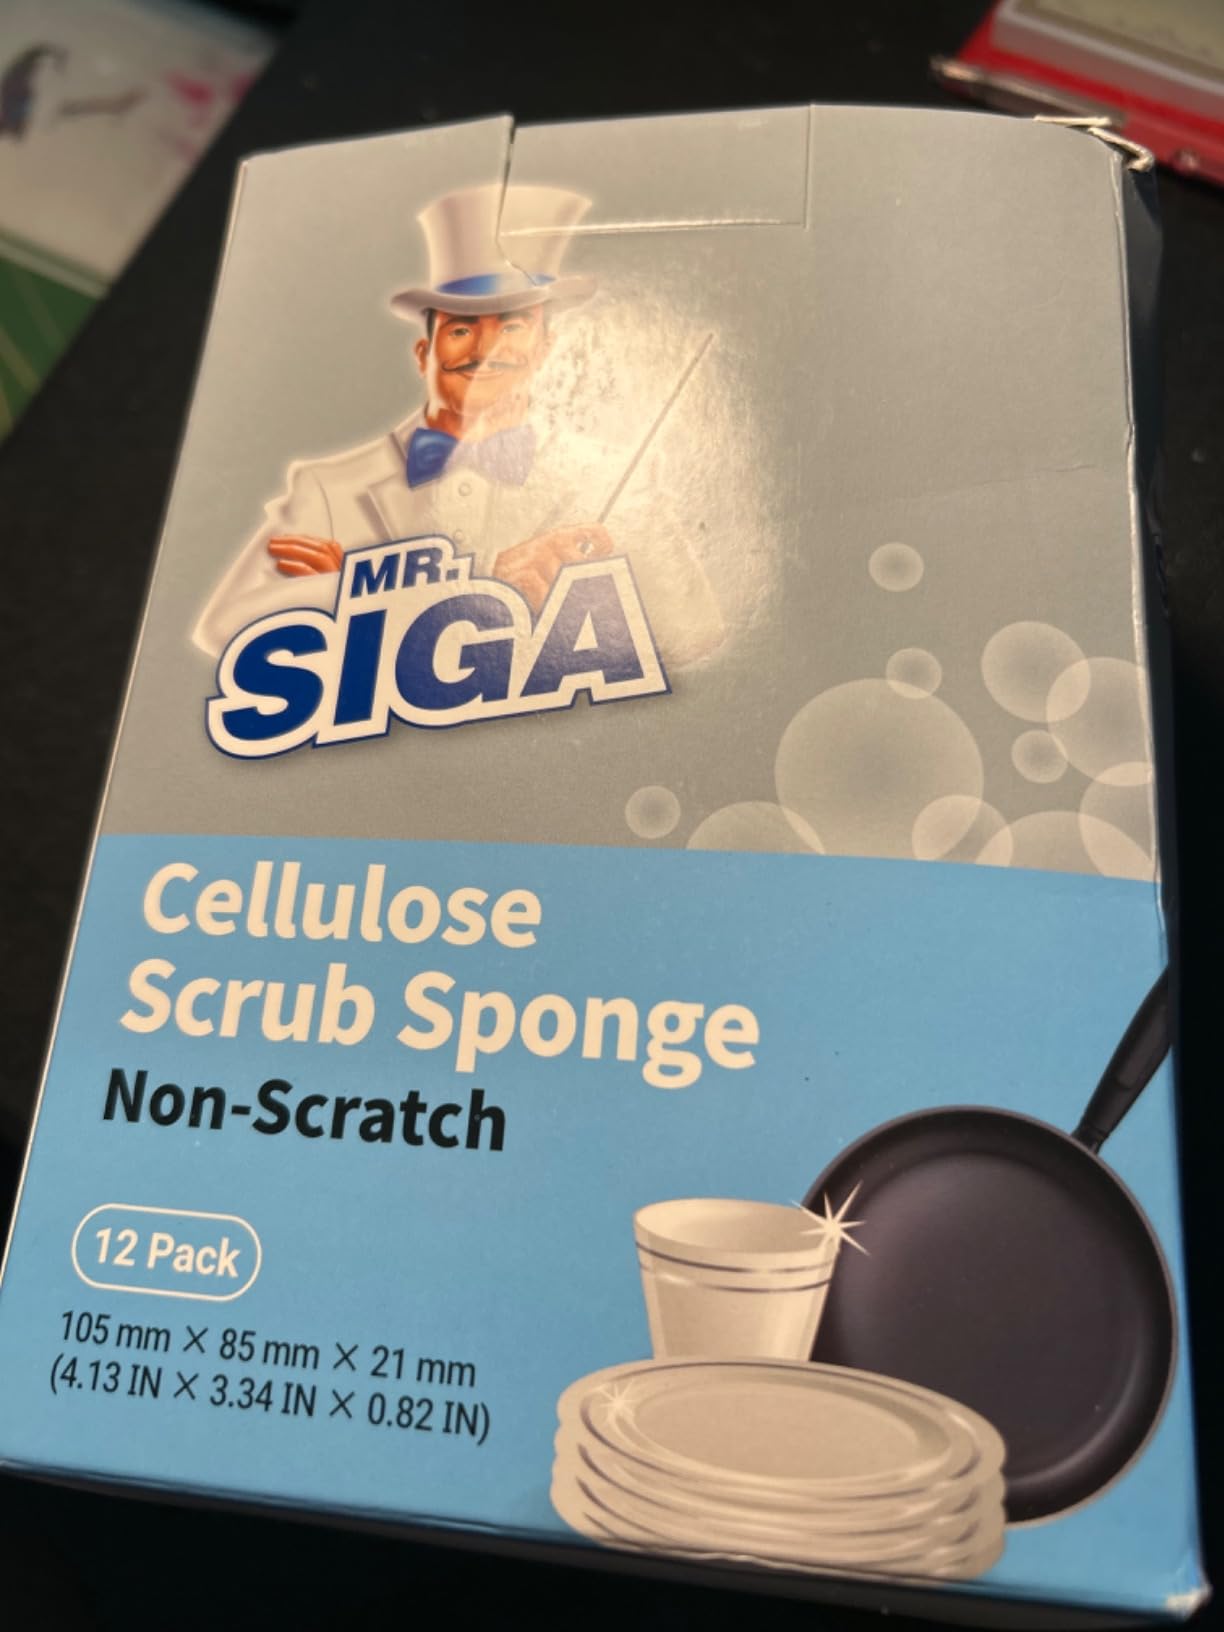 MR.
SIGA
Cellulose
Scrub Sponge
Non-Scratch
12 Pack
105 mm × 85 mm × 21 mm
(4.13 IN × 3.34 IN × 0.82 IN)